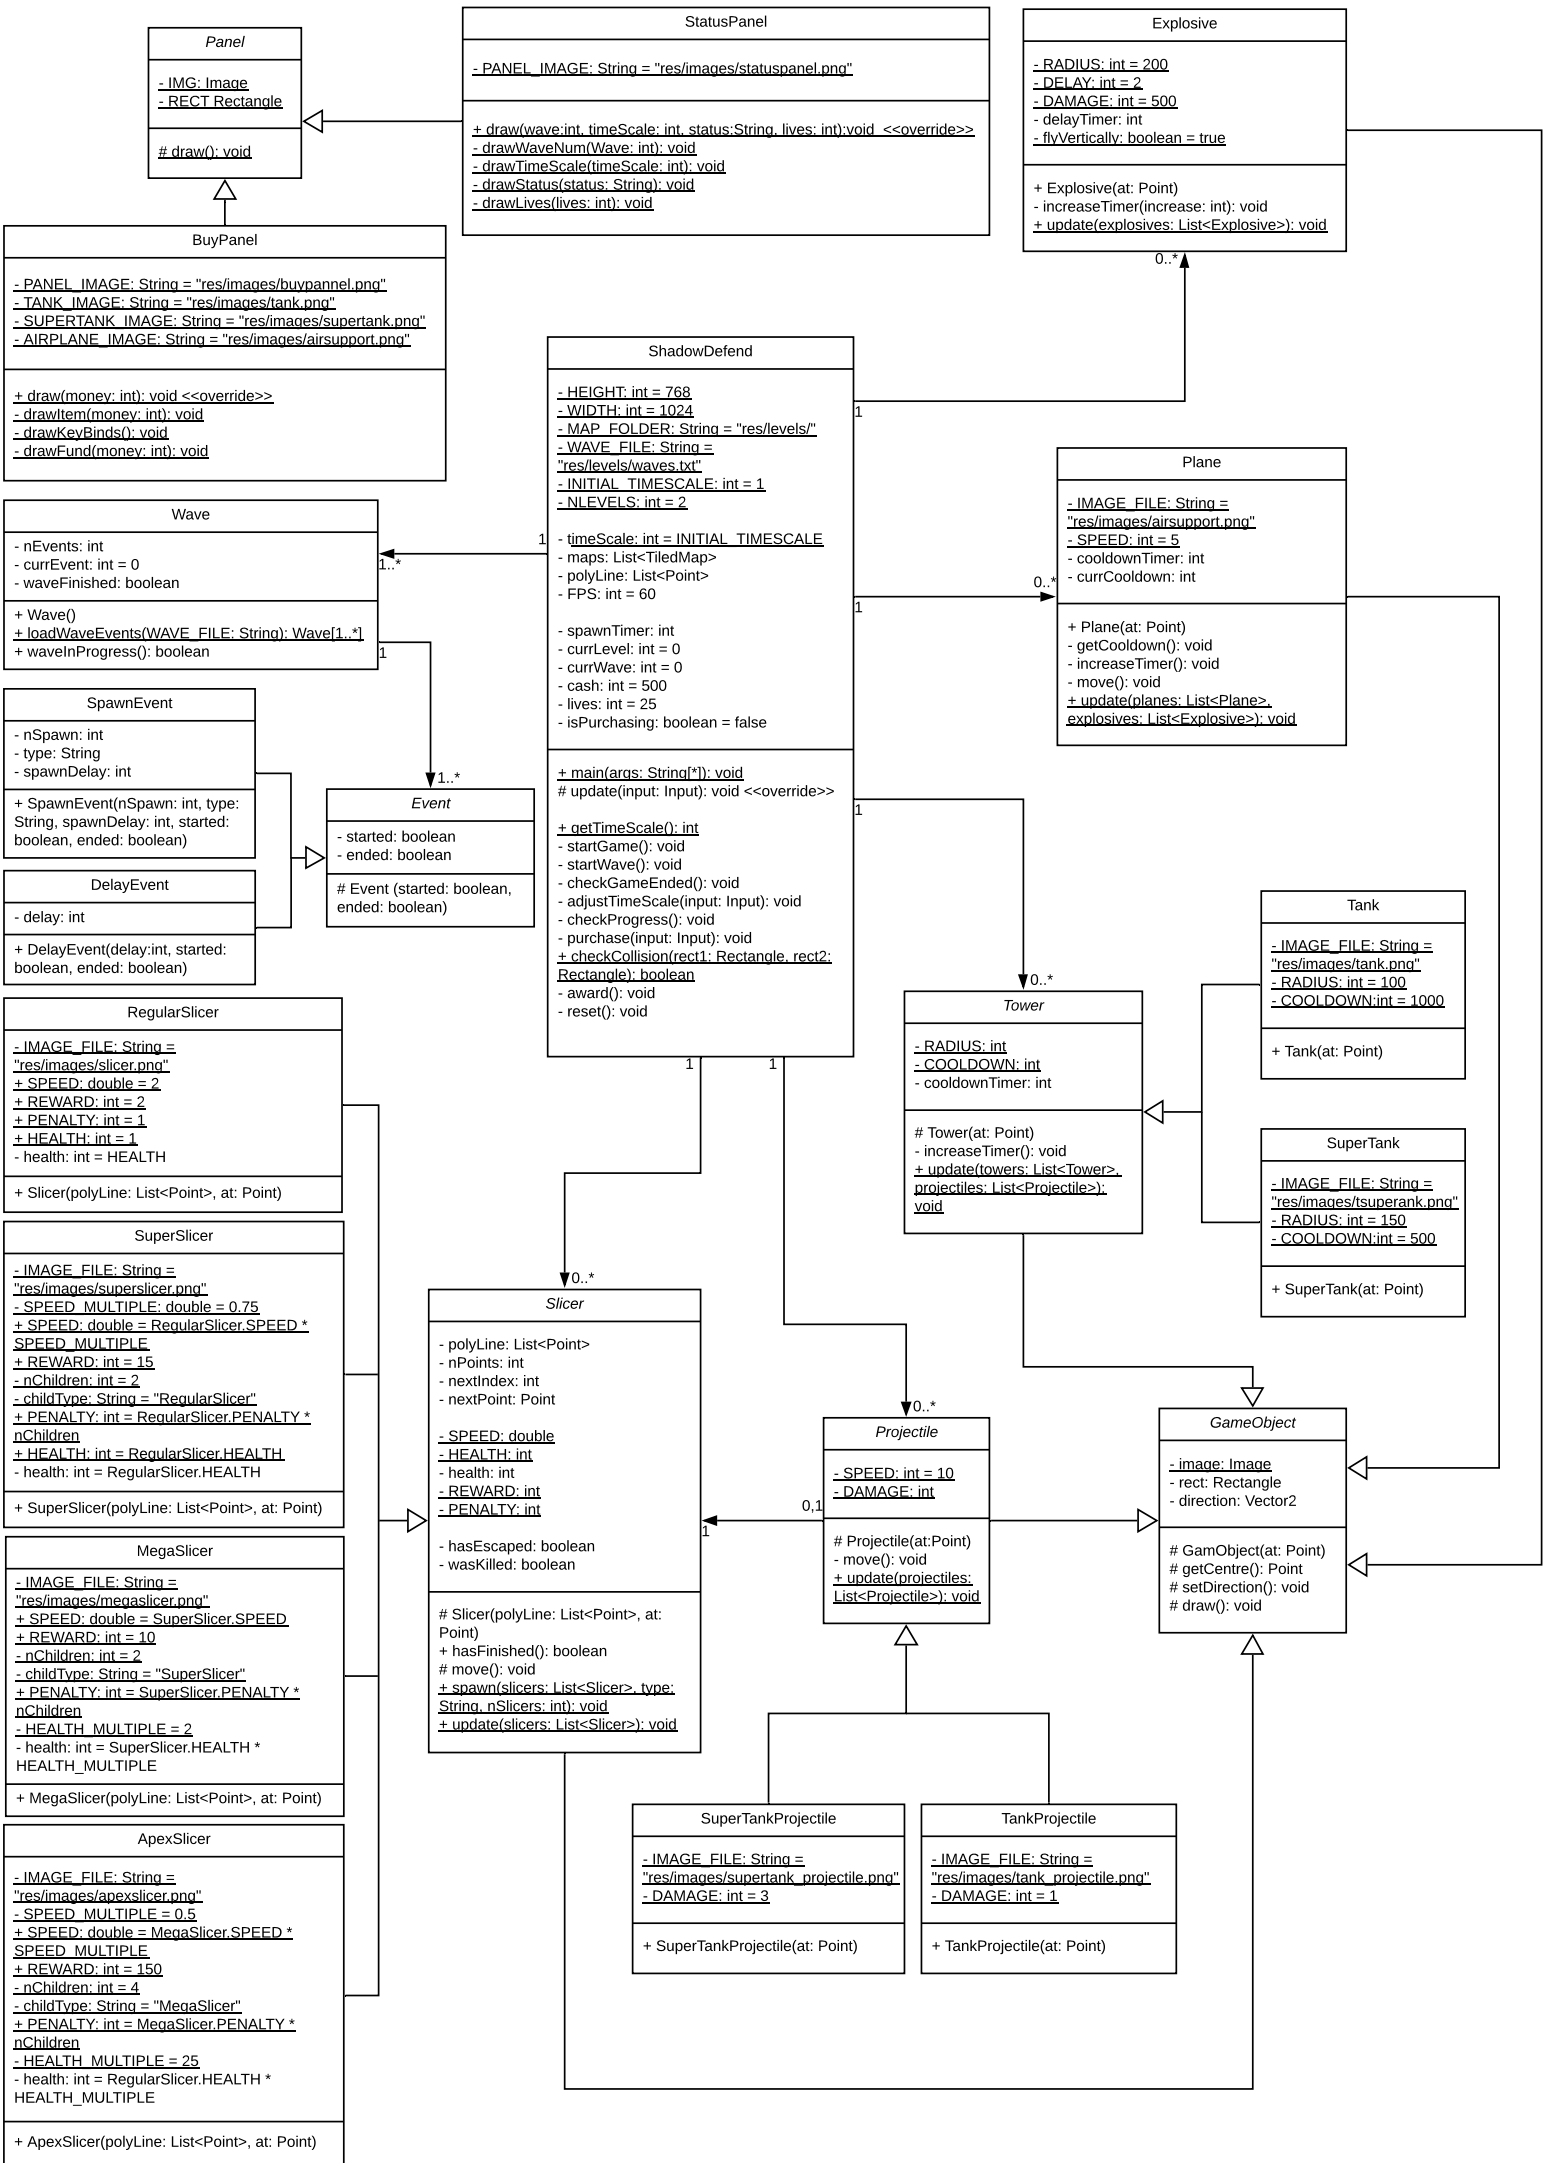 Panel
- IMG: Image
- RECT Rectangle
# draw(): void
StatusPanel
- PANEL_IMAGE: String = "res/images/statuspanel.png"
+ draw(wave:int, timeScale: int, status:String, lives: int):void <<override>>
- drawWaveNum(Wave: int): void
- drawTimeScale(timeScale: int): void
- drawStatus(status: String): void
- drawLives(lives: int): void
Explosive
- RADIUS: int = 200
- DELAY: int = 2
- DAMAGE: int = 500
- delayTimer: int
- flyVertically: boolean = true
+ Explosive(at: Point)
- increaseTimer(increase: int): void
+ update(explosives: List<Explosive>): void
0..*
BuyPanel
- PANEL_IMAGE: String = "res/images/buypannel.png"
- TANK_IMAGE: String = "res/images/tank.png"
- SUPERTANK_IMAGE: String = "res/images/supertank.png"
- AIRPLANE_IMAGE: String = "res/images/airsupport.png"
+ draw(money: int): void <<override>>
- drawItem(money: int): void
- drawKeyBinds(): void
- drawFund(money: int): void
ShadowDefend
- HEIGHT: int = 768
- WIDTH: int = 1024
- MAP_FOLDER: String = "res/levels/"
- WAVE_FILE: String =
"res/levels/waves.txt"
- INITIAL_TIMESCALE: int = 1
- NLEVELS: int = 2
- timeScale: int = INITIAL_TIMESCALE
- maps: List<TiledMap>
- polyLine: List<Point>
- FPS: int = 60
- spawnTimer: int
- currLevel: int = 0
- currWave: int = 0
- cash: int = 500
- lives: int = 25
- isPurchasing: boolean = false
+ main(args: String[*]): void
# update(input: Input): void <<override>>
+ getTimeScale(): int
- startGame(): void
- startWave(): void
- checkGameEnded(): void
- adjustTimeScale(input: Input): void
- checkProgress(): void
- purchase(input: Input): void
+ checkCollision(rect1: Rectangle, rect2:
Rectangle): boolean
- award(): void
- reset(): void
1
1
1
1
1
1
Plane
- IMAGE_FILE: String =
"res/images/airsupport.png"
- SPEED: int = 5
- cooldownTimer: int
- currCooldown: int
+ Plane(at: Point)
- getCooldown(): void
- increaseTimer(): void
- move(): void
+ update(planes: List<Plane>,
explosives: List<Explosive>): void
0..*
Wave
- nEvents: int
- currEvent: int = 0
- waveFinished: boolean
+ Wave()
+ loadWaveEvents(WAVE_FILE: String): Wave[1..*]
+ waveInProgress(): boolean
1..*
1
SpawnEvent
- nSpawn: int
- type: String
- spawnDelay: int
+ SpawnEvent(nSpawn: int, type:
String, spawnDelay: int, started:
boolean, ended: boolean)
1..*
Event
- started: boolean
- ended: boolean
# Event (started: boolean,
ended: boolean)
DelayEvent
- delay: int
+ DelayEvent(delay:int, started:
boolean, ended: boolean)
0..*
Tower
- RADIUS: int
- COOLDOWN: int
- cooldownTimer: int
# Tower(at: Point)
- increaseTimer(): void
+ update(towers: List<Tower>,
projectiles: List<Projectile>):
void
Tank
- IMAGE_FILE: String =
"res/images/tank.png"
- RADIUS: int = 100
- COOLDOWN:int = 1000
+ Tank(at: Point)
SuperTank
- IMAGE_FILE: String =
"res/images/tsuperank.png"
- RADIUS: int = 150
- COOLDOWN:int = 500
+ SuperTank(at: Point)
RegularSlicer
- IMAGE_FILE: String =
"res/images/slicer.png"
+ SPEED: double = 2
+ REWARD: int = 2
+ PENALTY: int = 1
+ HEALTH: int = 1
- health: int = HEALTH
+ Slicer(polyLine: List<Point>, at: Point)
SuperSlicer
- IMAGE_FILE: String =
"res/images/superslicer.png"
- SPEED_MULTIPLE: double = 0.75
+ SPEED: double = RegularSlicer.SPEED *
SPEED_MULTIPLE
+ REWARD: int = 15
- nChildren: int = 2
- childType: String = "RegularSlicer"
+ PENALTY: int = RegularSlicer.PENALTY *
nChildren
+ HEALTH: int = RegularSlicer.HEALTH
- health: int = RegularSlicer.HEALTH
+ SuperSlicer(polyLine: List<Point>, at: Point)
0..*
Slicer
- polyLine: List<Point>
- nPoints: int
- nextIndex: int
- nextPoint: Point
- SPEED: double
- HEALTH: int
- health: int
- REWARD: int
- PENALTY: int
- hasEscaped: boolean
- wasKilled: boolean
# Slicer(polyLine: List<Point>, at:
Point)
+ hasFinished(): boolean
# move(): void
+ spawn(slicers: List<Slicer>, type:
String, nSlicers: int): void
+ update(slicers: List<Slicer>): void
0..*
Projectile
- SPEED: int = 10
- DAMAGE: int
# Projectile(at:Point)
- move(): void
+ update(projectiles:
List<Projectile>): void
0,1
1
GameObject
- image: Image
- rect: Rectangle
- direction: Vector2
# GamObject(at: Point)
# getCentre(): Point
# setDirection(): void
# draw(): void
MegaSlicer
- IMAGE_FILE: String =
"res/images/megaslicer.png"
+ SPEED: double = SuperSlicer.SPEED
+ REWARD: int = 10
- nChildren: int = 2
- childType: String = "SuperSlicer"
+ PENALTY: int = SuperSlicer.PENALTY *
nChildren
- HEALTH_MULTIPLE = 2
- health: int = SuperSlicer.HEALTH *
HEALTH_MULTIPLE
+ MegaSlicer(polyLine: List<Point>, at: Point)
SuperTankProjectile
- IMAGE_FILE: String =
"res/images/supertank_projectile.png"
- DAMAGE: int = 3
+ SuperTankProjectile(at: Point)
TankProjectile
- IMAGE_FILE: String =
"res/images/tank_projectile.png"
- DAMAGE: int = 1
+ TankProjectile(at: Point)
ApexSlicer
- IMAGE_FILE: String =
"res/images/apexslicer.png"
- SPEED_MULTIPLE = 0.5
+ SPEED: double = MegaSlicer.SPEED *
SPEED_MULTIPLE
+ REWARD: int = 150
- nChildren: int = 4
- childType: String = "MegaSlicer"
+ PENALTY: int = MegaSlicer.PENALTY *
nChildren
- HEALTH_MULTIPLE = 25
- health: int = RegularSlicer.HEALTH *
HEALTH_MULTIPLE
+ ApexSlicer(polyLine: List<Point>, at: Point)